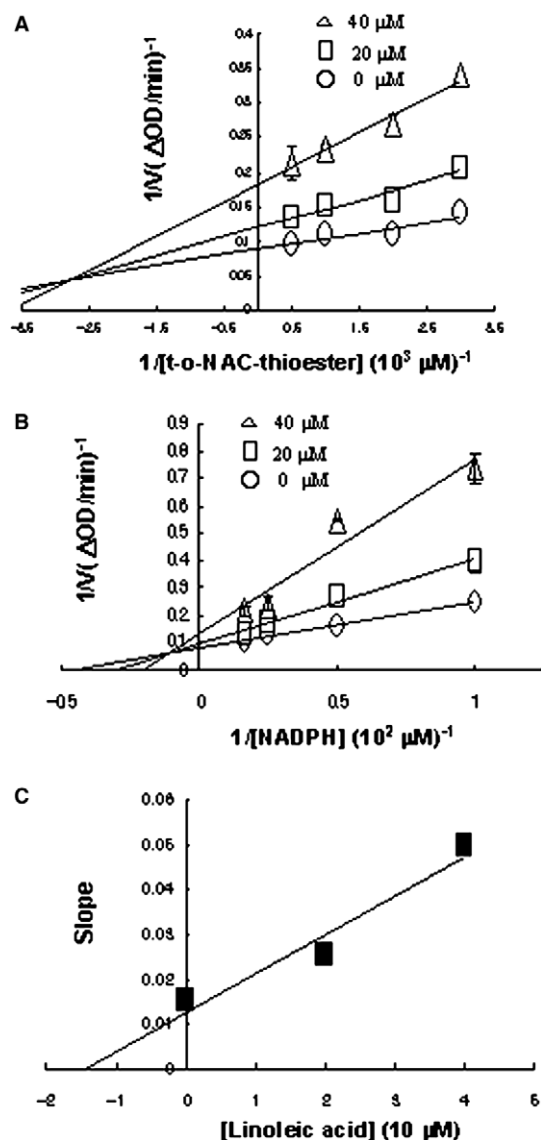 A
40 µM
20 µM
0 µM
1/V( ΔOD/min)⁻¹
0.4
0.35
0.3
0.25
0.2
0.15
0.1
0.05
0
−3.5 −2.5 −1.5 −0.5 0.5 1.5 2.5 3.5
1/[t-o-NAC-thioester] (10³ µM)⁻¹
B
40 µM
20 µM
0 µM
1/V( ΔOD/min)⁻¹
0.9
0.8
0.7
0.6
0.5
0.4
0.3
0.2
0.1
0
−0.5 0 0.5 1
1/[NADPH] (10² µM)⁻¹
C
Slope
0.06
0.05
0.04
0.03
0.02
0.01
0
−2 −1 0 1 2 3 4 5
[Linoleic acid] (10 µM)